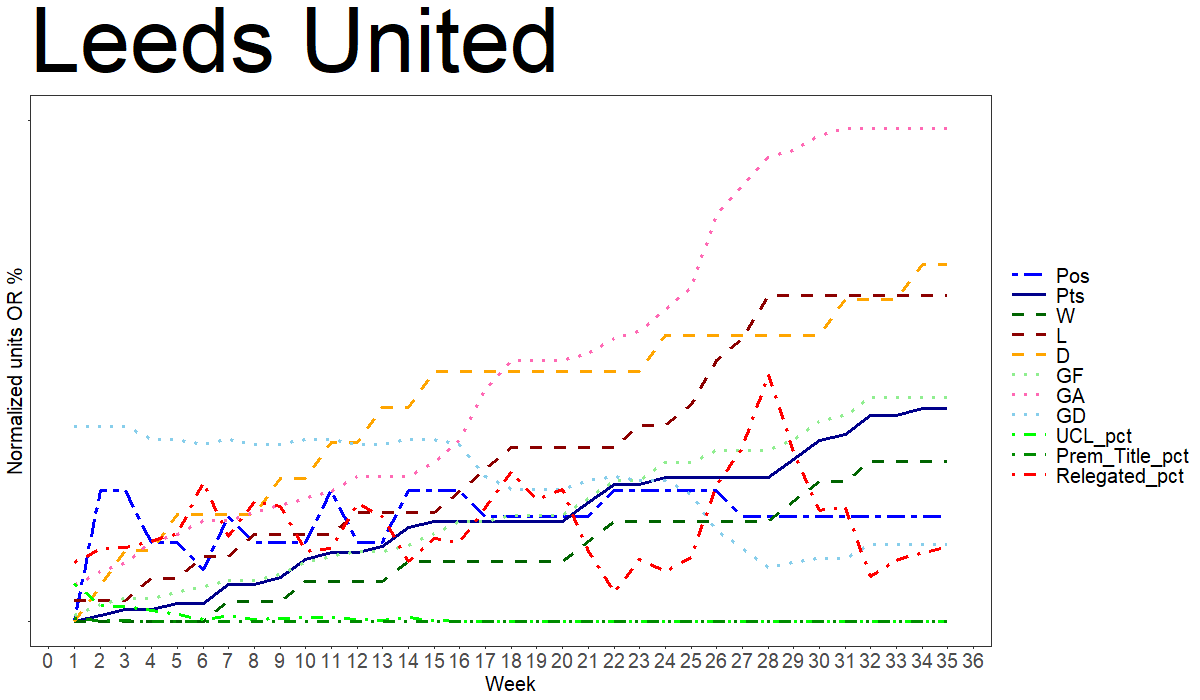 Leeds United
Normalized units OR %
0 1 2 3 4 5 6 7 8 9 10 11 12 13 14 15 16 17 18 19 20 21 22 23 24 25 26 27 28 29 30 31 32 33 34 35 36
Week
Pos
Pts
W
L
D
GF
GA
GD
UCL_pct
Prem_Title_pct
Relegated_pct